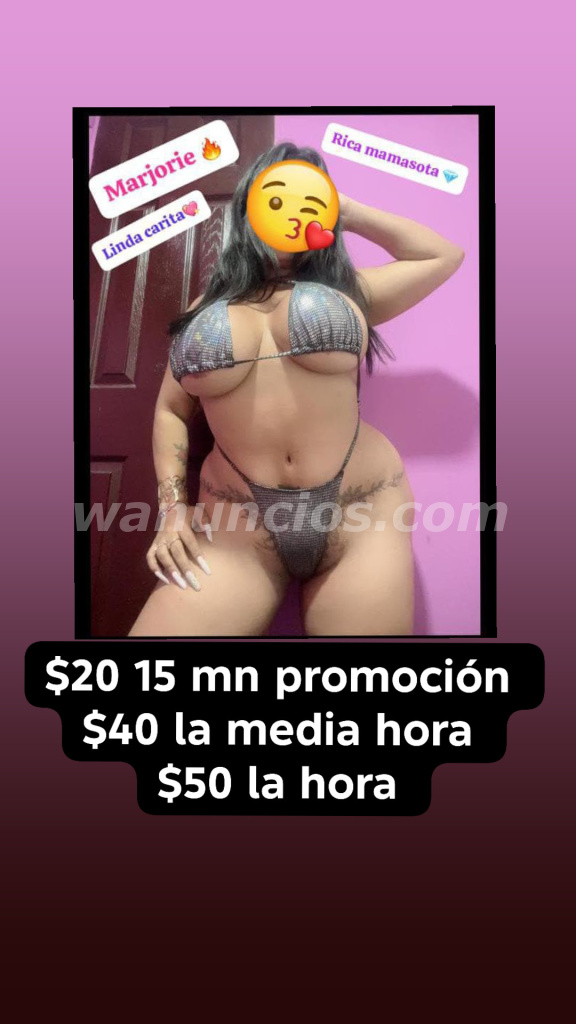 Marjorie 🔥
Rica mamasota 💎
Linda carita💘
wanuncios.com
$20 15 mn promoción
$40 la media hora
$50 la hora